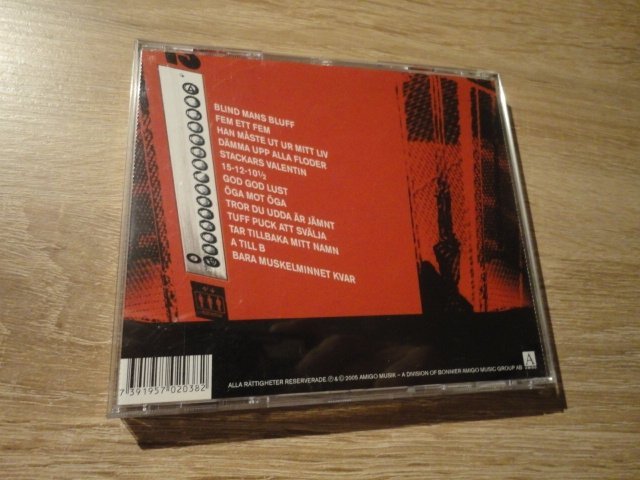 BLIND MANS BLUFF
FEM ETT FEM
HAN MÅSTE UT UR MITT LIV
DÄMMA UPP ALLA FLODER
STACKARS VALENTIN
15-12-10½
GOD GOD LUST
ÖGA MOT ÖGA
TROR DU UDDA ÄR JÄMNT
TUFF PUCK ATT SVÄLJA
TAR TILLBAKA MITT NAMN
A TILL B
BARA MUSKELMINNET KVAR
7 391957 020382
ALLA RÄTTIGHETER RESERVERADE. ℗ & © 2005 AMIGO MUSIK – A DIVISION OF BONNIER AMIGO MUSIC GROUP AB
A